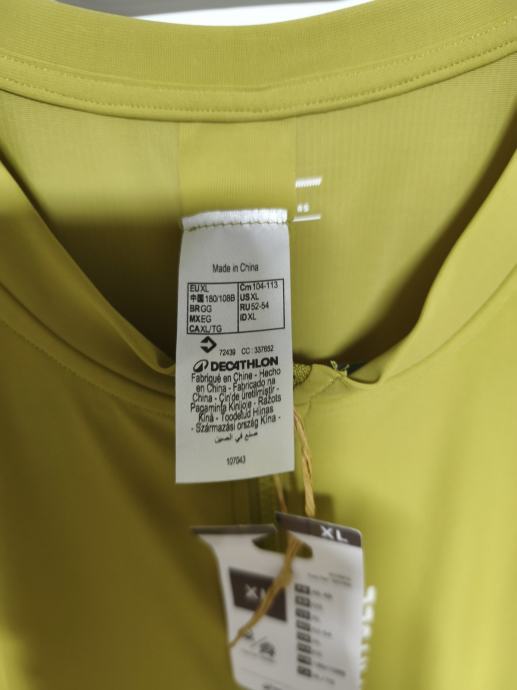 RS
Made in China
EU XL Cm 104-113
中国 180/108B US XL
BR GG RU 52-54
MX EG ID XL
CA XL/TG
72439 CC: 337652
DECATHLON
Fabriqué en Chine - Hecho
en China - Fabricado na
China - Çin'de üretilmiştir -
Pagaminta Kinijoje - Ražots
Ķīnā - Toodetud Hiinas
- Származási ország Kína -
صنع في الصين
107043
XL
XL